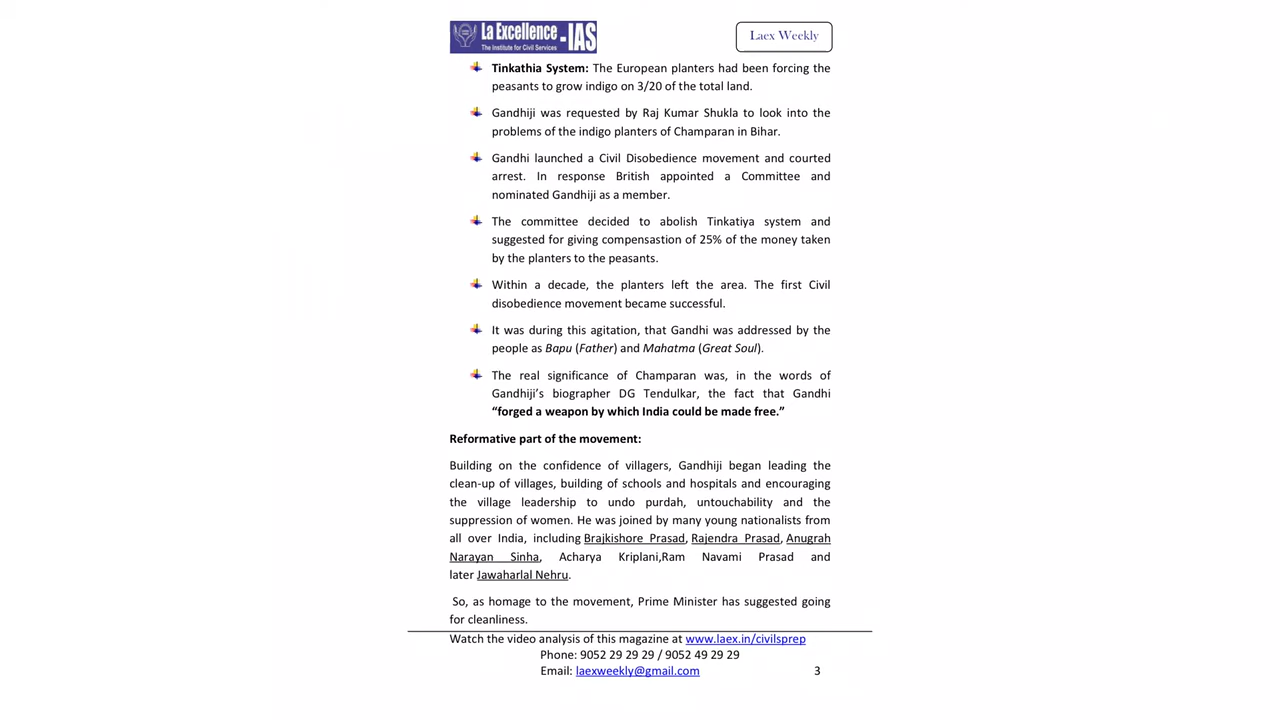 La Excellence -IAS
The Institute for Civil Services
Laex Weekly
Tinkathia System: The European planters had been forcing the
peasants to grow indigo on 3/20 of the total land.
Gandhiji was requested by Raj Kumar Shukla to look into the
problems of the indigo planters of Champaran in Bihar.
Gandhi launched a Civil Disobedience movement and courted
arrest. In response British appointed a Committee and
nominated Gandhiji as a member.
The committee decided to abolish Tinkatiya system and
suggested for giving compensastion of 25% of the money taken
by the planters to the peasants.
Within a decade, the planters left the area. The first Civil
disobedience movement became successful.
It was during this agitation, that Gandhi was addressed by the
people as Bapu (Father) and Mahatma (Great Soul).
The real significance of Champaran was, in the words of
Gandhiji’s biographer DG Tendulkar, the fact that Gandhi
“forged a weapon by which India could be made free.”
Reformative part of the movement:
Building on the confidence of villagers, Gandhiji began leading the
clean-up of villages, building of schools and hospitals and encouraging
the village leadership to undo purdah, untouchability and the
suppression of women. He was joined by many young nationalists from
all over India, including Brajkishore Prasad, Rajendra Prasad, Anugrah
Narayan Sinha, Acharya Kriplani,Ram Navami Prasad and
later Jawaharlal Nehru.
So, as homage to the movement, Prime Minister has suggested going
for cleanliness.
Watch the video analysis of this magazine at www.laex.in/civilsprep
Phone: 9052 29 29 29 / 9052 49 29 29
Email: laexweekly@gmail.com 3